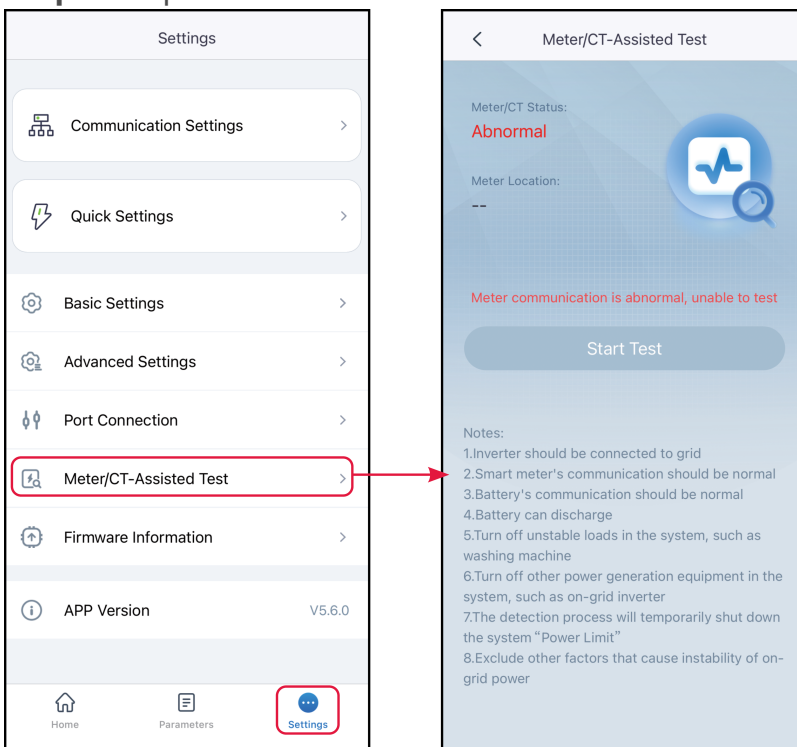 Settings
Communication Settings
Quick Settings
Basic Settings
Advanced Settings
Port Connection
Meter/CT-Assisted Test
Firmware Information
APP Version V5.6.0
Home Parameters Settings
Meter/CT-Assisted Test
Meter/CT Status:
Abnormal
Meter Location:
--
Meter communication is abnormal, unable to test
Start Test
Notes:
1.Inverter should be connected to grid
2.Smart meter's communication should be normal
3.Battery's communication should be normal
4.Battery can discharge
5.Turn off unstable loads in the system, such as
washing machine
6.Turn off other power generation equipment in the
system, such as on-grid inverter
7.The detection process will temporarily shut down
the system “Power Limit”
8.Exclude other factors that cause instability of on-
grid power